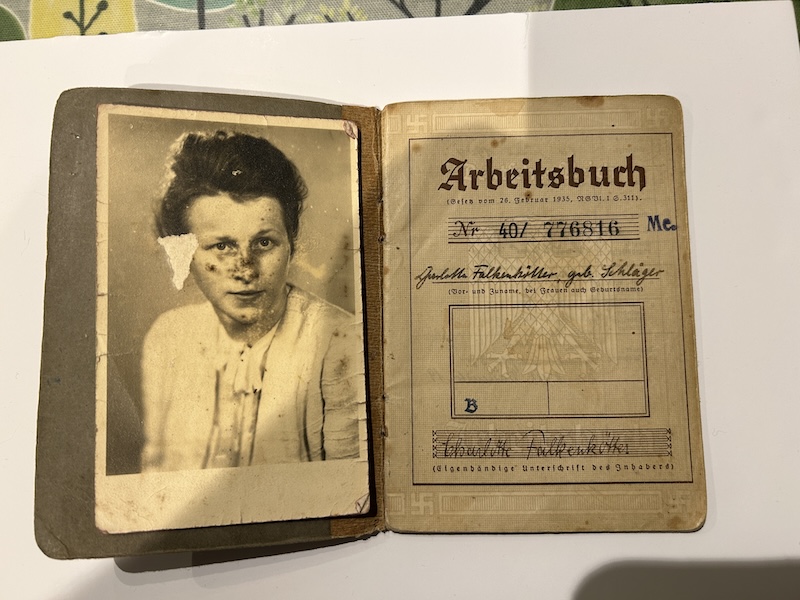 Arbeitsbuch
(Gesetz vom 26. Februar 1935, RGBl. I S. 311).
Nr 40/ 776816 Me.
Charlotte Falkenkötter, geb. Schläger
(Vor- und Zuname, bei Frauen auch Geburtsname)
B
Charlotte Falkenkötter
(Eigenhändige Unterschrift des Inhabers)